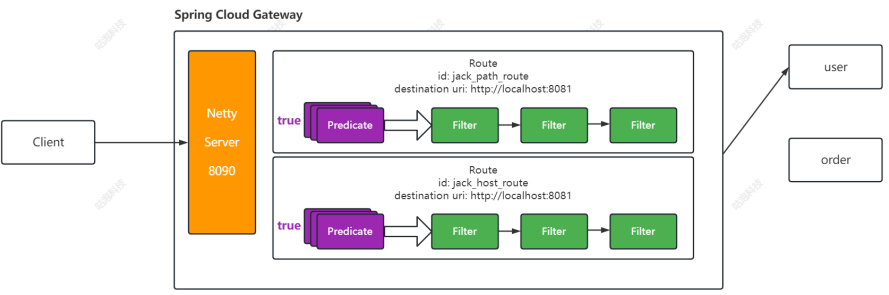 Spring Cloud Gateway
Client
Netty
Server
8090
Route
id: jack_path_route
destination uri: http://localhost:8081
true
Predicate
Filter
Filter
Filter
Route
id: jack_host_route
destination uri: http://localhost:8081
true
Predicate
Filter
Filter
Filter
user
order